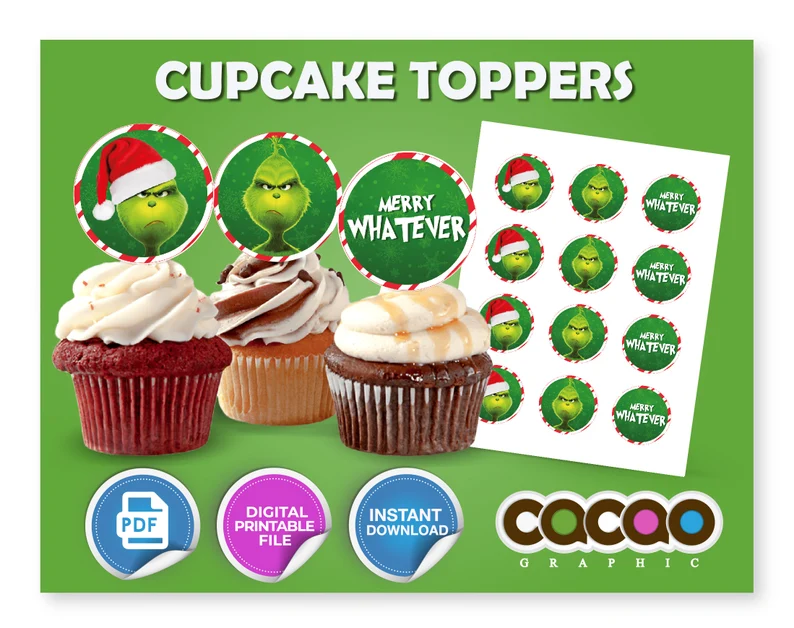 CUPCAKE TOPPERS
MERRY
WHATEVER
MERRY
WHATEVER
MERRY
WHATEVER
MERRY
WHATEVER
MERRY
WHATEVER
PDF
DIGITAL
PRINTABLE
FILE
INSTANT
DOWNLOAD
cacao
GRAPHIC